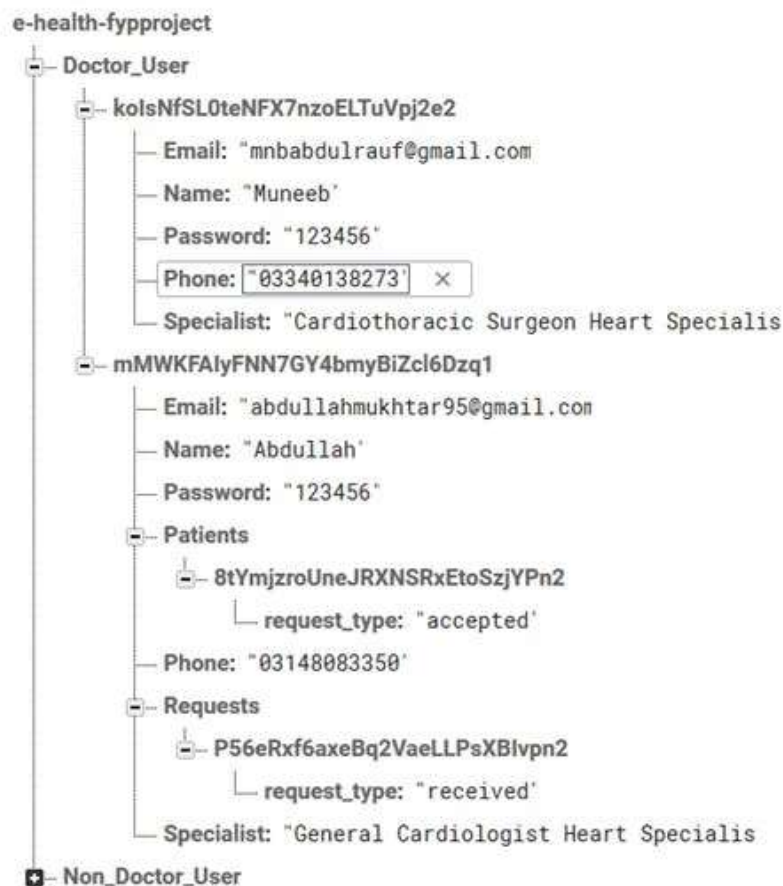 e-health-fypproject
Doctor_User
koIsNfSL0teNFX7nzoELTuVpj2e2
Email: "mnbabdulrauf@gmail.com
Name: "Muneeb"
Password: "123456"
Phone: "03340138273"
Specialist: "Cardiothoracic Surgeon Heart Specialis
mMWKFAIyFNN7GY4bmyBiZcl6Dzq1
Email: "abdullahmukhtar95@gmail.com
Name: "Abdullah"
Password: "123456"
Patients
8tYmjzroUneJRXNSRxEtoSzjYPn2
request_type: "accepted"
Phone: "03148083350"
Requests
P56eRxf6axeBq2VaeLLPsXBlvpn2
request_type: "received"
Specialist: "General Cardiologist Heart Specialis
Non_Doctor_User